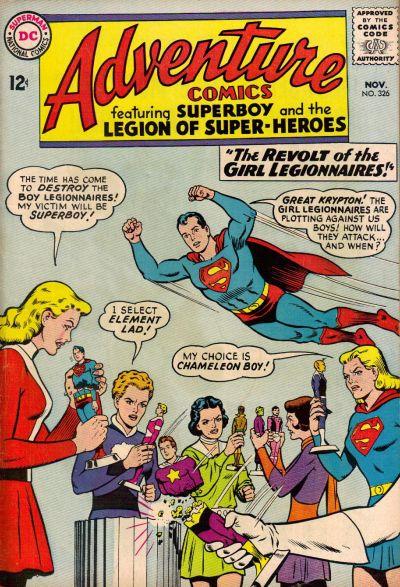 SUPERMAN
DC
NATIONAL COMICS
APPROVED
BY THE
COMICS
CODE
AUTHORITY
12¢
Adventure
COMICS
NOV.
NO. 326
featuring SUPERBOY and the
LEGION OF SUPER-HEROES
"The REVOLT of the
GIRL LEGIONNAIRES!"
THE TIME HAS COME
TO DESTROY THE
BOY LEGIONNAIRES!
MY VICTIM WILL BE
SUPERBOY!
GREAT KRYPTON! THE
GIRL LEGIONNAIRES ARE
PLOTTING AGAINST US
BOYS! HOW WILL
THEY ATTACK...
AND WHEN?
I SELECT
ELEMENT
LAD!
MY CHOICE IS
CHAMELEON BOY!
S
S
S